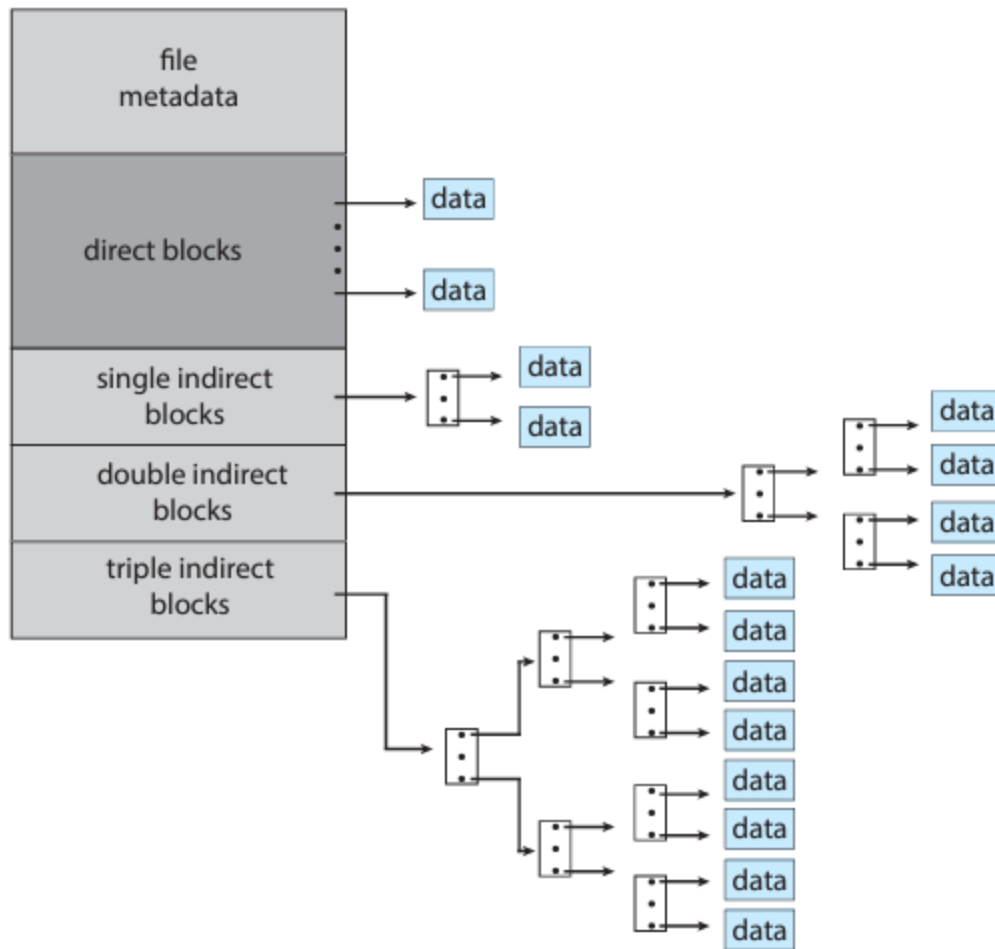 file
metadata
direct blocks
data
data
single indirect
blocks
data
data
double indirect
blocks
data
data
data
data
triple indirect
blocks
data
data
data
data
data
data
data
data